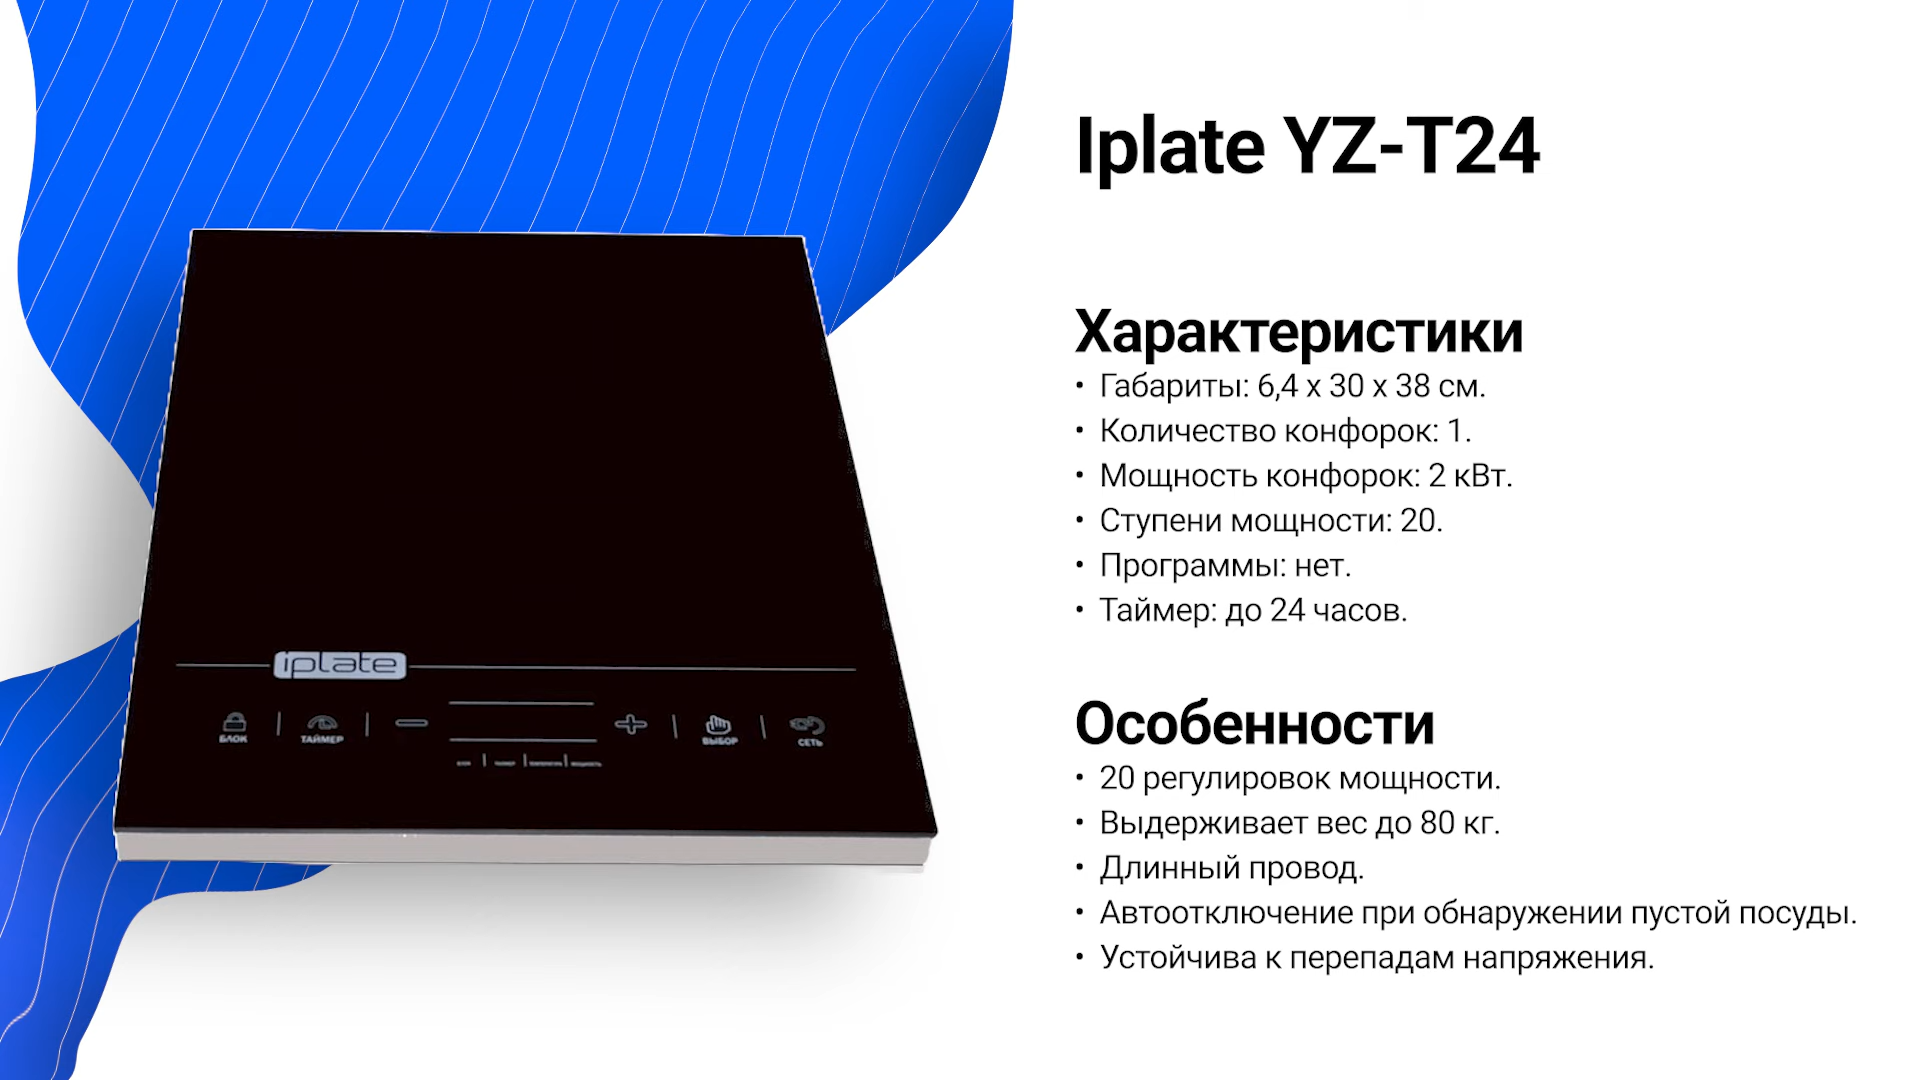 Iplate YZ-T24
Характеристики
• Габариты: 6,4 x 30 x 38 см.
• Количество конфорок: 1.
• Мощность конфорок: 2 кВт.
• Ступени мощности: 20.
• Программы: нет.
• Таймер: до 24 часов.
Особенности
• 20 регулировок мощности.
• Выдерживает вес до 80 кг.
• Длинный провод.
• Автоотключение при обнаружении пустой посуды.
• Устойчива к перепадам напряжения.
iplate
БЛОК ТАЙМЕР ВЫБОР СЕТЬ